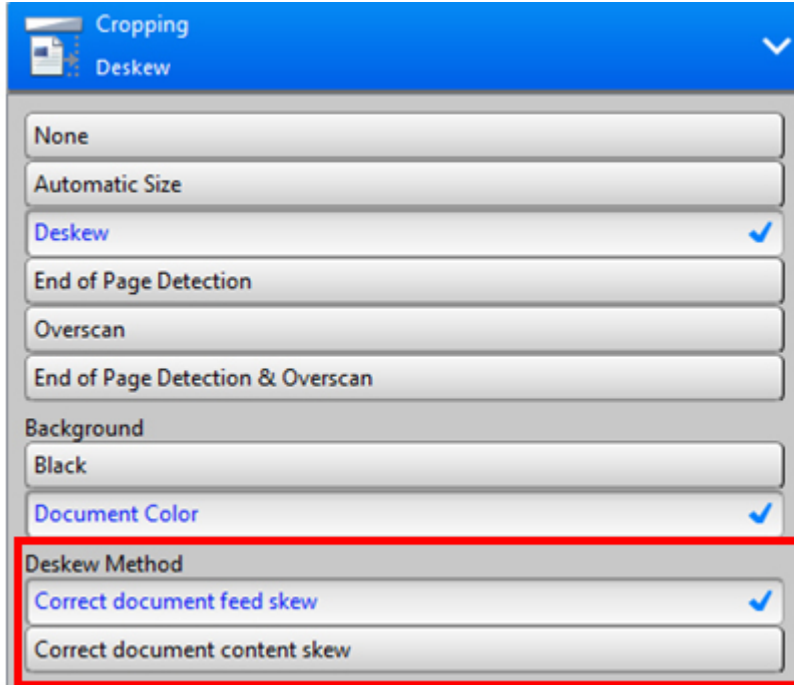 Cropping
Deskew
None
Automatic Size
Deskew
End of Page Detection
Overscan
End of Page Detection & Overscan
Background
Black
Document Color
Deskew Method
Correct document feed skew
Correct document content skew